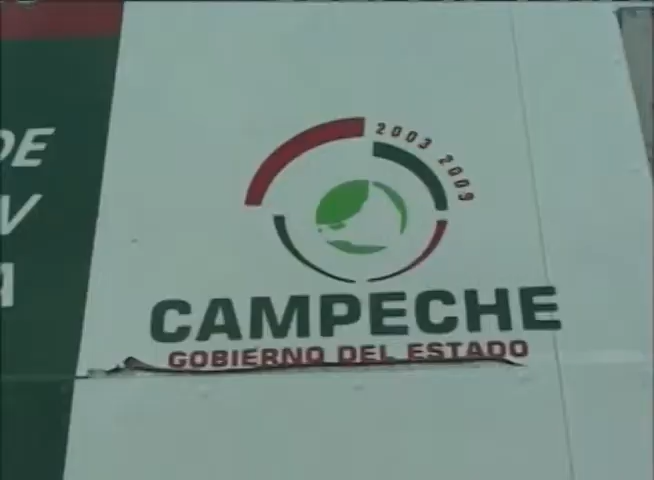 DE
V
A
2003 2009
CAMPECHE
GOBIERNO DEL ESTADO